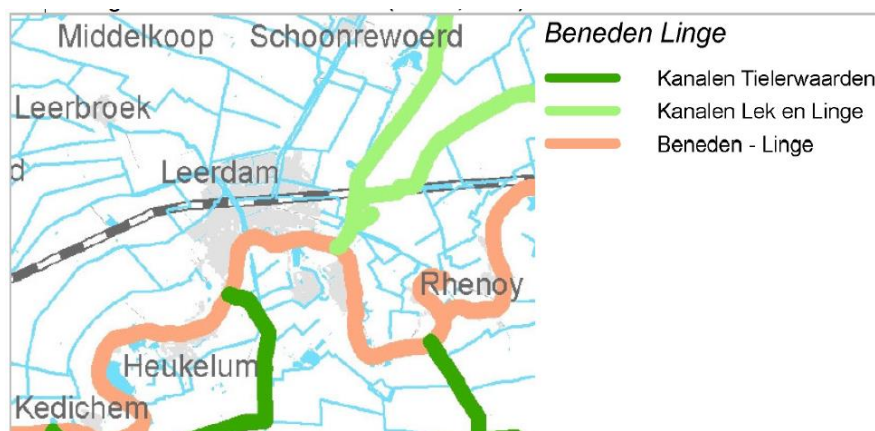 Middelkoop Schoonrewoerd
Leerbroek
d
Leerdam
Rhenoy
Heukelum
Kedichem
Beneden Linge
Kanalen Tielerwaarden
Kanalen Lek en Linge
Beneden - Linge